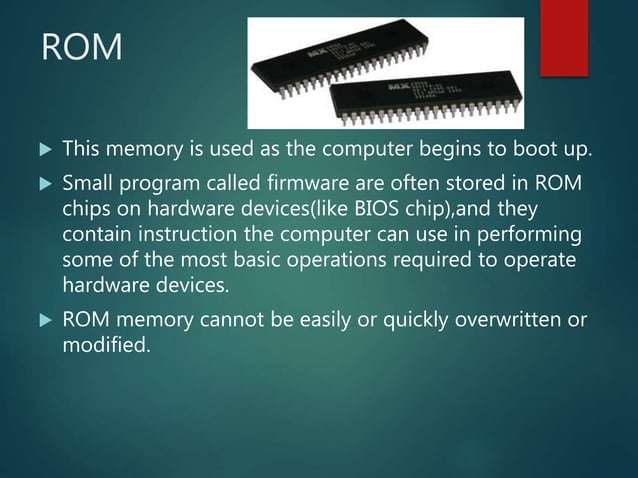 ROM
MX
MX
This memory is used as the computer begins to boot up.
Small program called firmware are often stored in ROM
chips on hardware devices(like BIOS chip),and they
contain instruction the computer can use in performing
some of the most basic operations required to operate
hardware devices.
ROM memory cannot be easily or quickly overwritten or
modified.